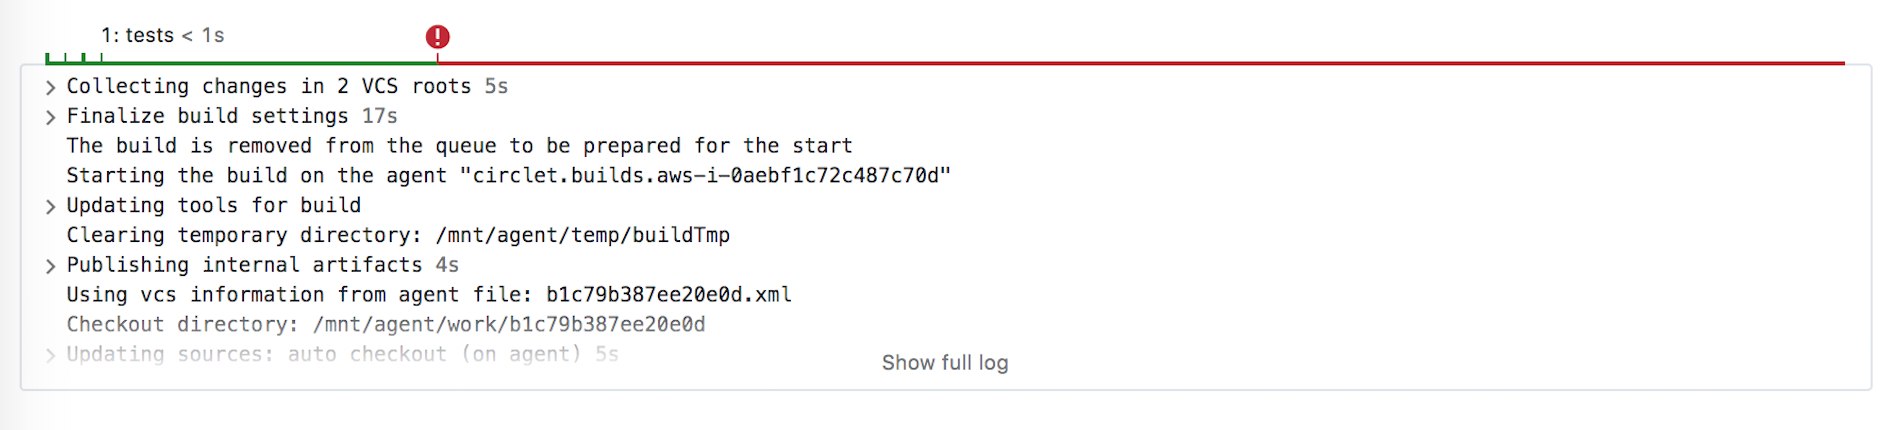 1: tests < 1s
Collecting changes in 2 VCS roots 5s
Finalize build settings 17s
The build is removed from the queue to be prepared for the start
Starting the build on the agent "circlet.builds.aws-i-0aebf1c72c487c70d"
Updating tools for build
Clearing temporary directory: /mnt/agent/temp/buildTmp
Publishing internal artifacts 4s
Using vcs information from agent file: b1c79b387ee20e0d.xml
Checkout directory: /mnt/agent/work/b1c79b387ee20e0d
Updating sources: auto checkout (on agent) 5s
Show full log